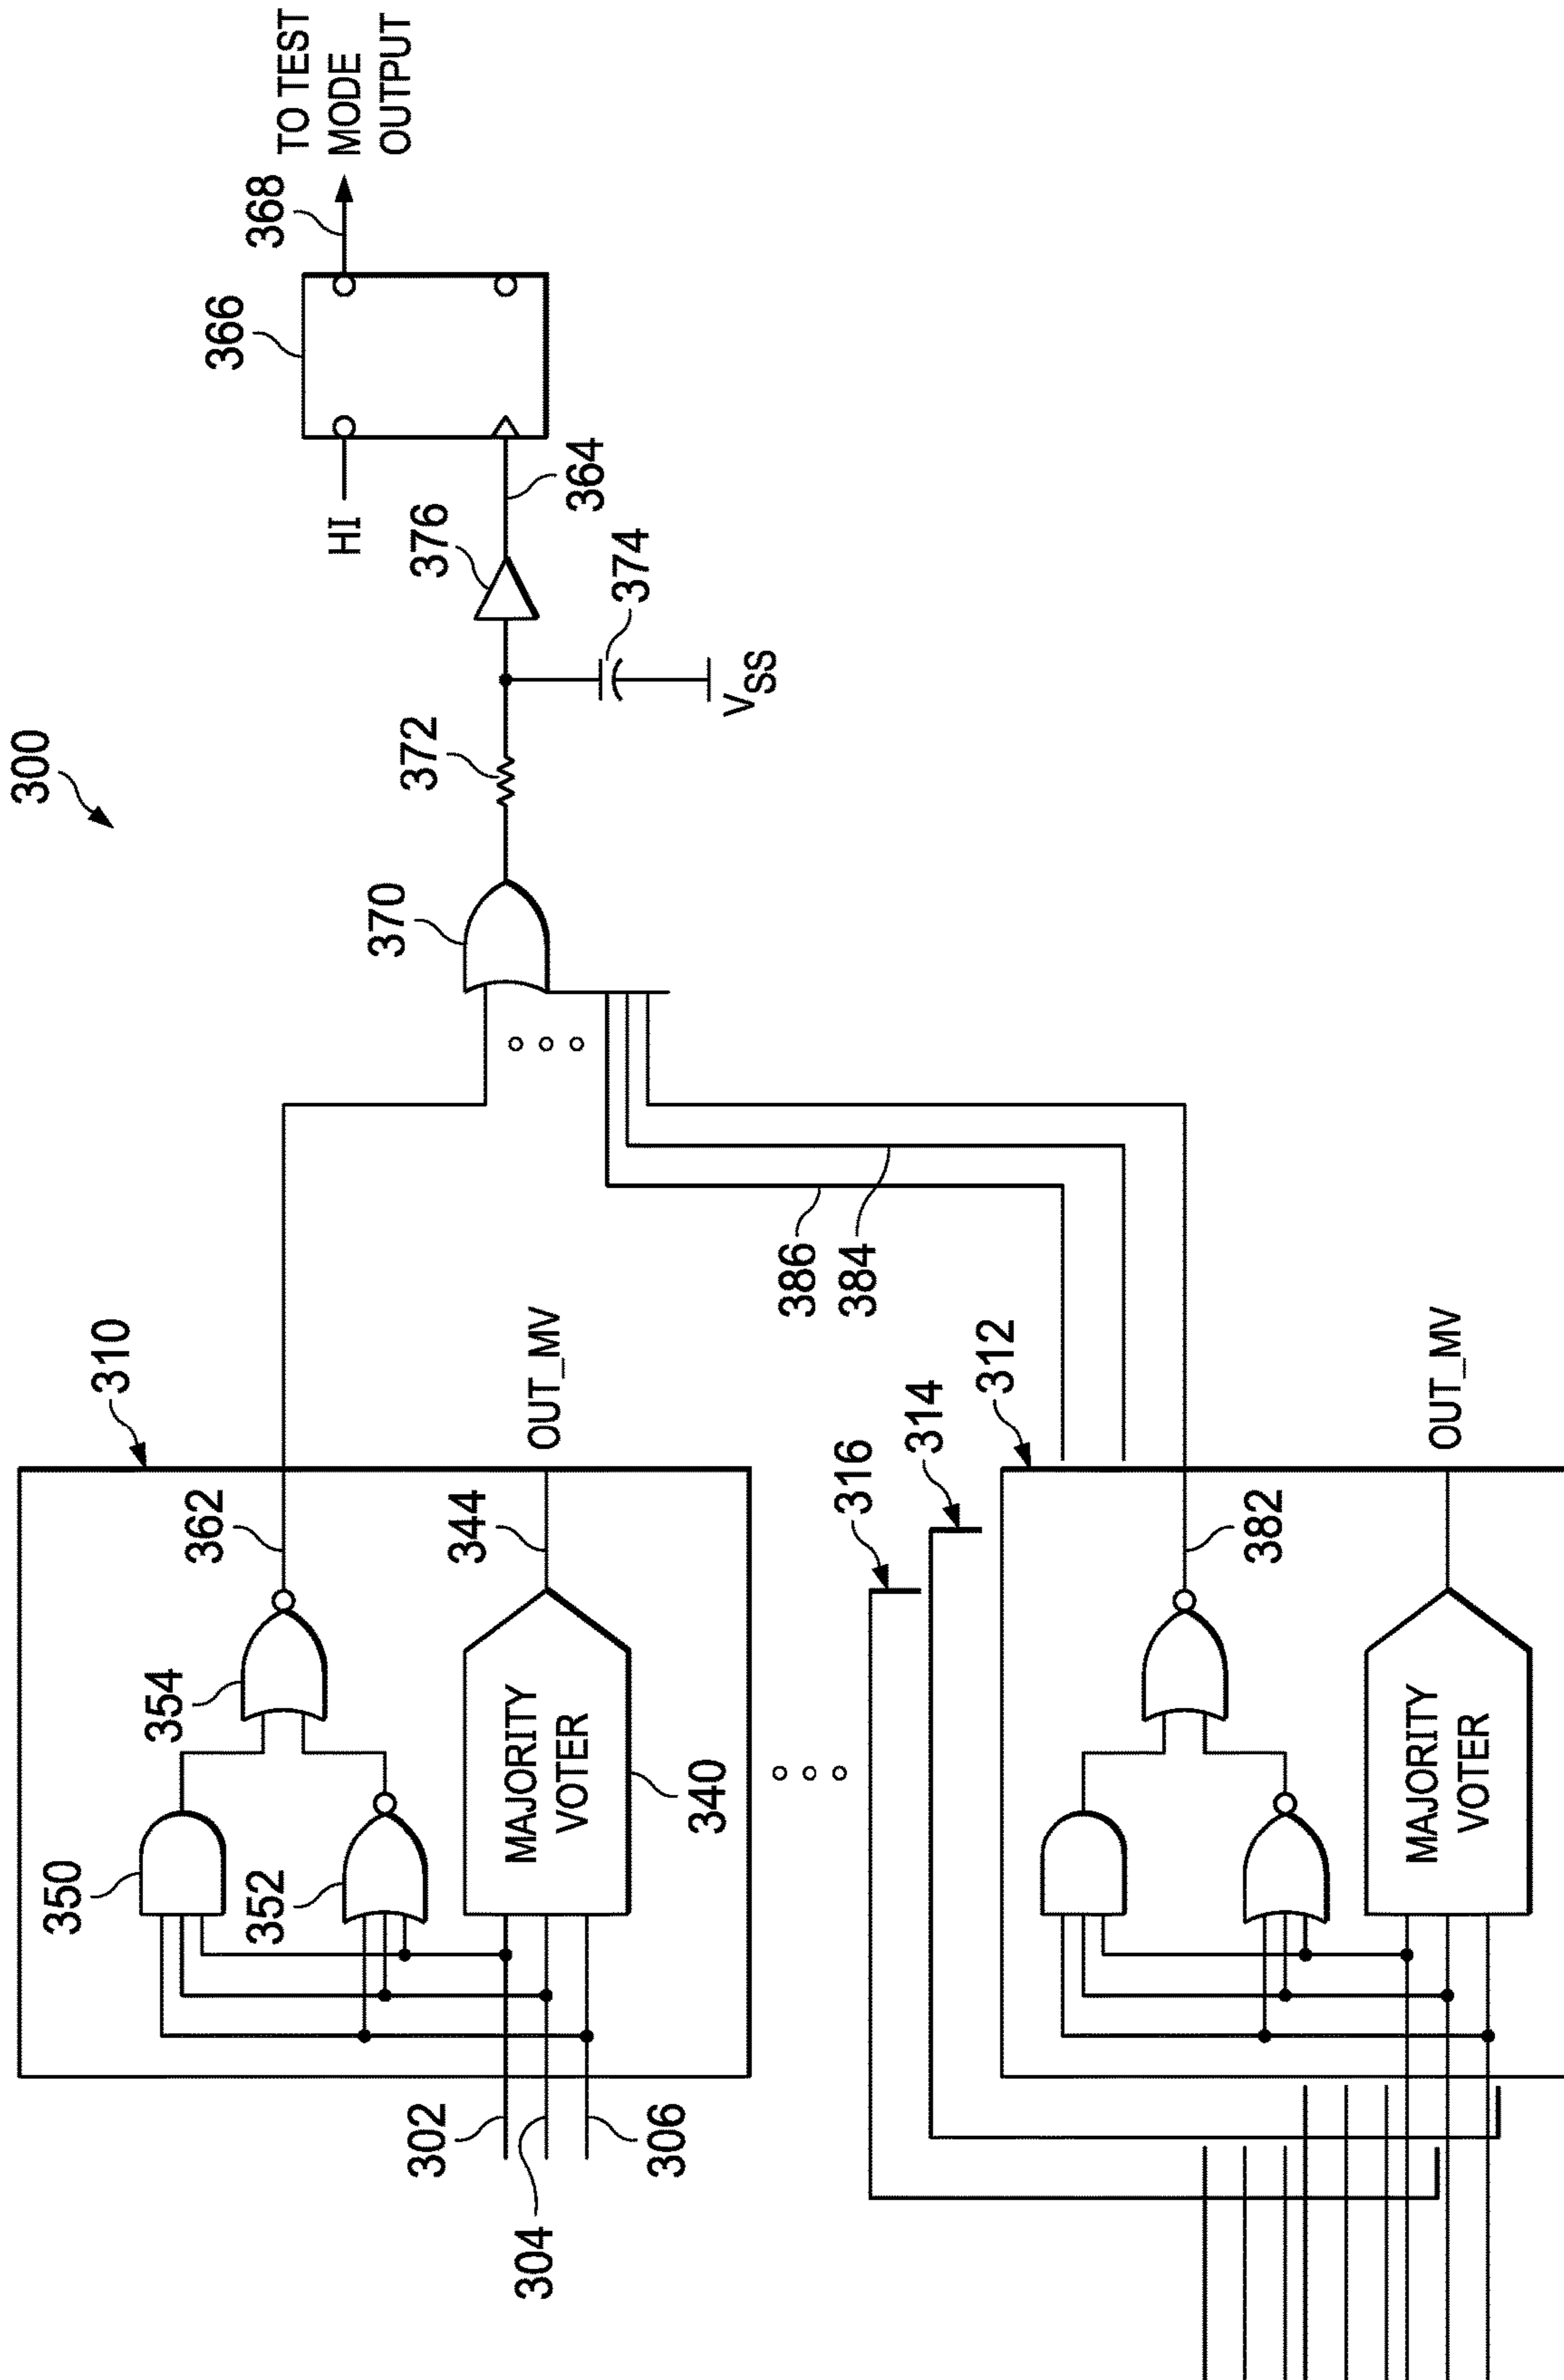 300
310
350
354
362
352
MAJORITY
VOTER
344
OUT_MV
340
302
304
306
370
372
376
364
374
VSS
HI
366
368
TO TEST
MODE
OUTPUT
386
384
316
314
312
382
MAJORITY
VOTER
OUT_MV